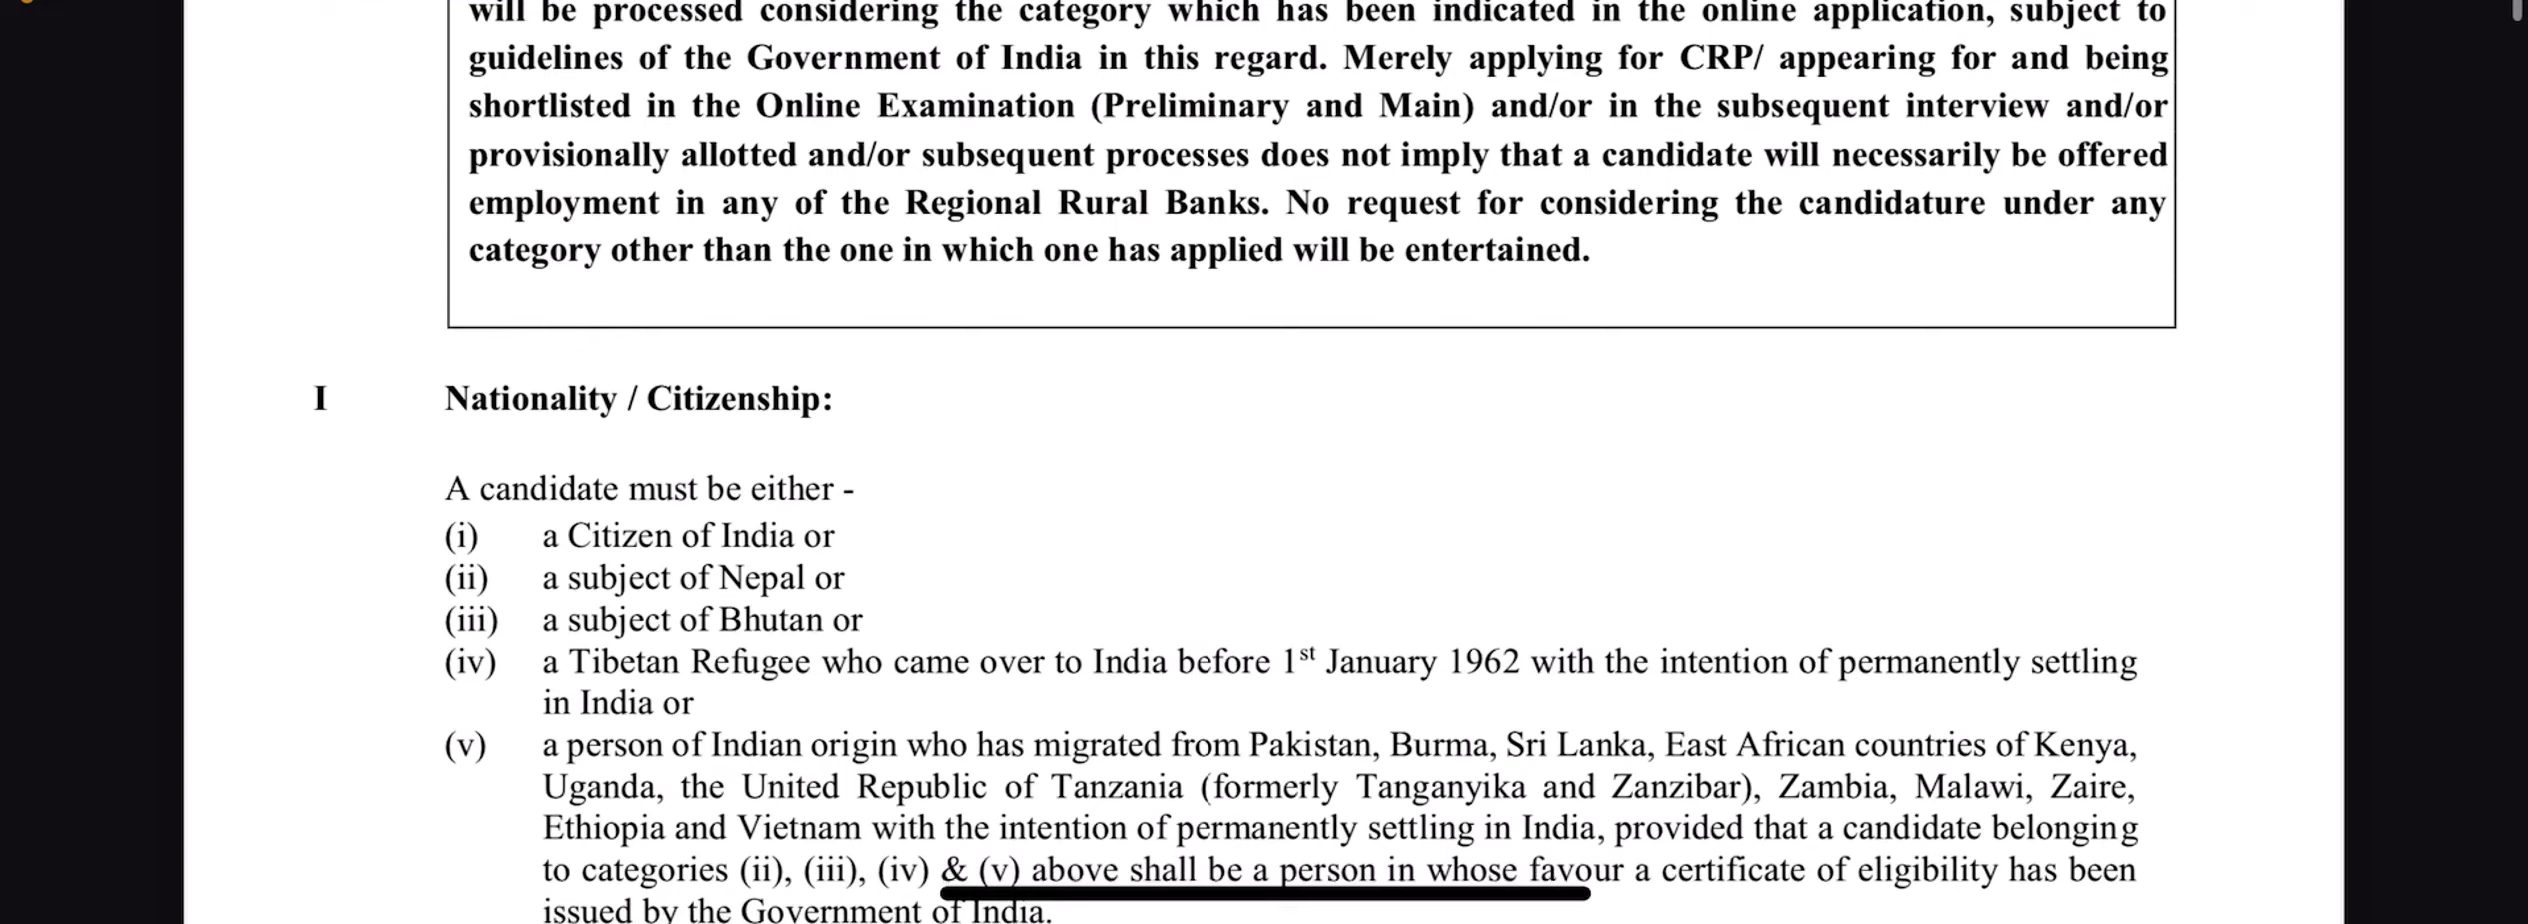 will be processed considering the category which has been indicated in the online application, subject to
guidelines of the Government of India in this regard. Merely applying for CRP/ appearing for and being
shortlisted in the Online Examination (Preliminary and Main) and/or in the subsequent interview and/or
provisionally allotted and/or subsequent processes does not imply that a candidate will necessarily be offered
employment in any of the Regional Rural Banks. No request for considering the candidature under any
category other than the one in which one has applied will be entertained.
I Nationality / Citizenship:
A candidate must be either -
(i) a Citizen of India or
(ii) a subject of Nepal or
(iii) a subject of Bhutan or
(iv) a Tibetan Refugee who came over to India before 1st January 1962 with the intention of permanently settling
in India or
(v) a person of Indian origin who has migrated from Pakistan, Burma, Sri Lanka, East African countries of Kenya,
Uganda, the United Republic of Tanzania (formerly Tanganyika and Zanzibar), Zambia, Malawi, Zaire,
Ethiopia and Vietnam with the intention of permanently settling in India, provided that a candidate belonging
to categories (ii), (iii), (iv) & (v) above shall be a person in whose favour a certificate of eligibility has been
issued by the Government of India.